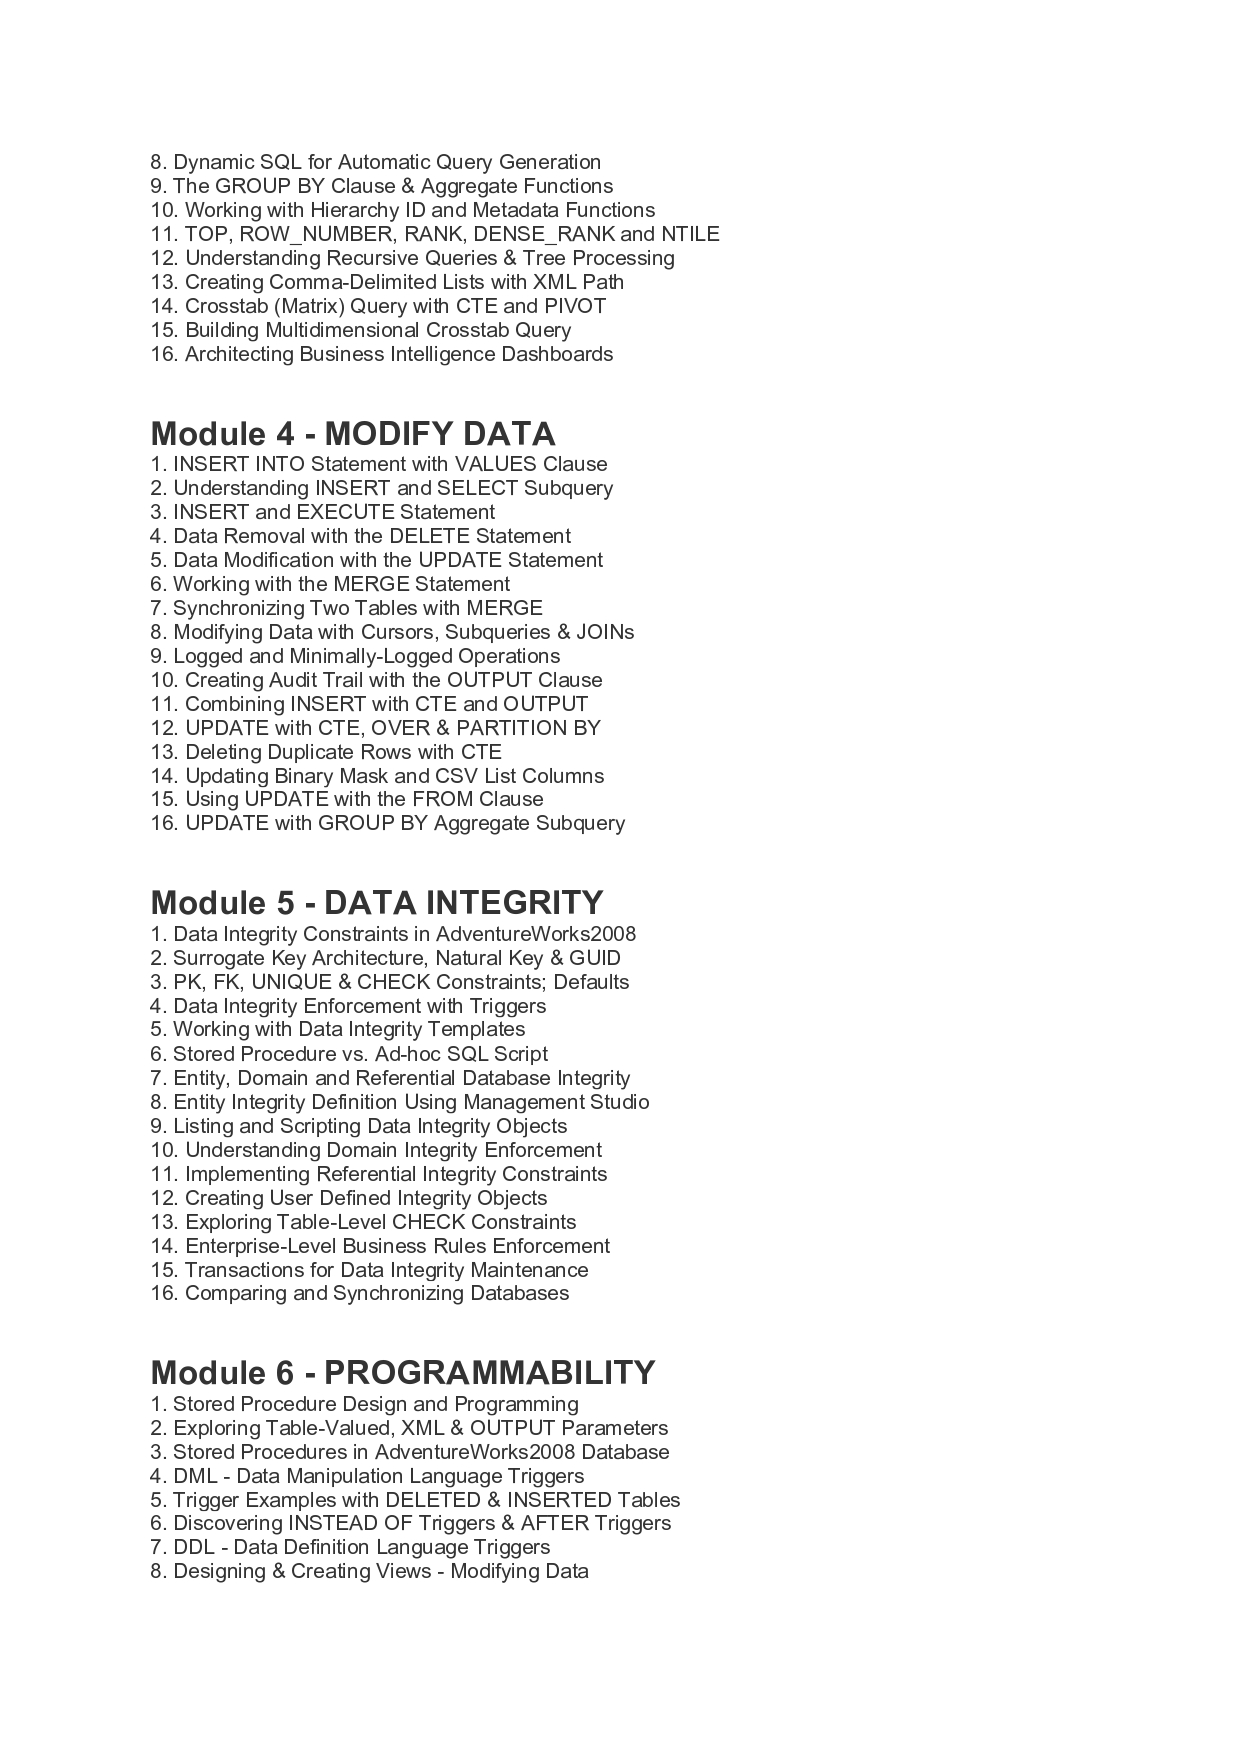 8. Dynamic SQL for Automatic Query Generation
9. The GROUP BY Clause & Aggregate Functions
10. Working with Hierarchy ID and Metadata Functions
11. TOP, ROW_NUMBER, RANK, DENSE_RANK and NTILE
12. Understanding Recursive Queries & Tree Processing
13. Creating Comma-Delimited Lists with XML Path
14. Crosstab (Matrix) Query with CTE and PIVOT
15. Building Multidimensional Crosstab Query
16. Architecting Business Intelligence Dashboards
Module 4 - MODIFY DATA
1. INSERT INTO Statement with VALUES Clause
2. Understanding INSERT and SELECT Subquery
3. INSERT and EXECUTE Statement
4. Data Removal with the DELETE Statement
5. Data Modification with the UPDATE Statement
6. Working with the MERGE Statement
7. Synchronizing Two Tables with MERGE
8. Modifying Data with Cursors, Subqueries & JOINs
9. Logged and Minimally-Logged Operations
10. Creating Audit Trail with the OUTPUT Clause
11. Combining INSERT with CTE and OUTPUT
12. UPDATE with CTE, OVER & PARTITION BY
13. Deleting Duplicate Rows with CTE
14. Updating Binary Mask and CSV List Columns
15. Using UPDATE with the FROM Clause
16. UPDATE with GROUP BY Aggregate Subquery
Module 5 - DATA INTEGRITY
1. Data Integrity Constraints in AdventureWorks2008
2. Surrogate Key Architecture, Natural Key & GUID
3. PK, FK, UNIQUE & CHECK Constraints; Defaults
4. Data Integrity Enforcement with Triggers
5. Working with Data Integrity Templates
6. Stored Procedure vs. Ad-hoc SQL Script
7. Entity, Domain and Referential Database Integrity
8. Entity Integrity Definition Using Management Studio
9. Listing and Scripting Data Integrity Objects
10. Understanding Domain Integrity Enforcement
11. Implementing Referential Integrity Constraints
12. Creating User Defined Integrity Objects
13. Exploring Table-Level CHECK Constraints
14. Enterprise-Level Business Rules Enforcement
15. Transactions for Data Integrity Maintenance
16. Comparing and Synchronizing Databases
Module 6 - PROGRAMMABILITY
1. Stored Procedure Design and Programming
2. Exploring Table-Valued, XML & OUTPUT Parameters
3. Stored Procedures in AdventureWorks2008 Database
4. DML - Data Manipulation Language Triggers
5. Trigger Examples with DELETED & INSERTED Tables
6. Discovering INSTEAD OF Triggers & AFTER Triggers
7. DDL - Data Definition Language Triggers
8. Designing & Creating Views - Modifying Data